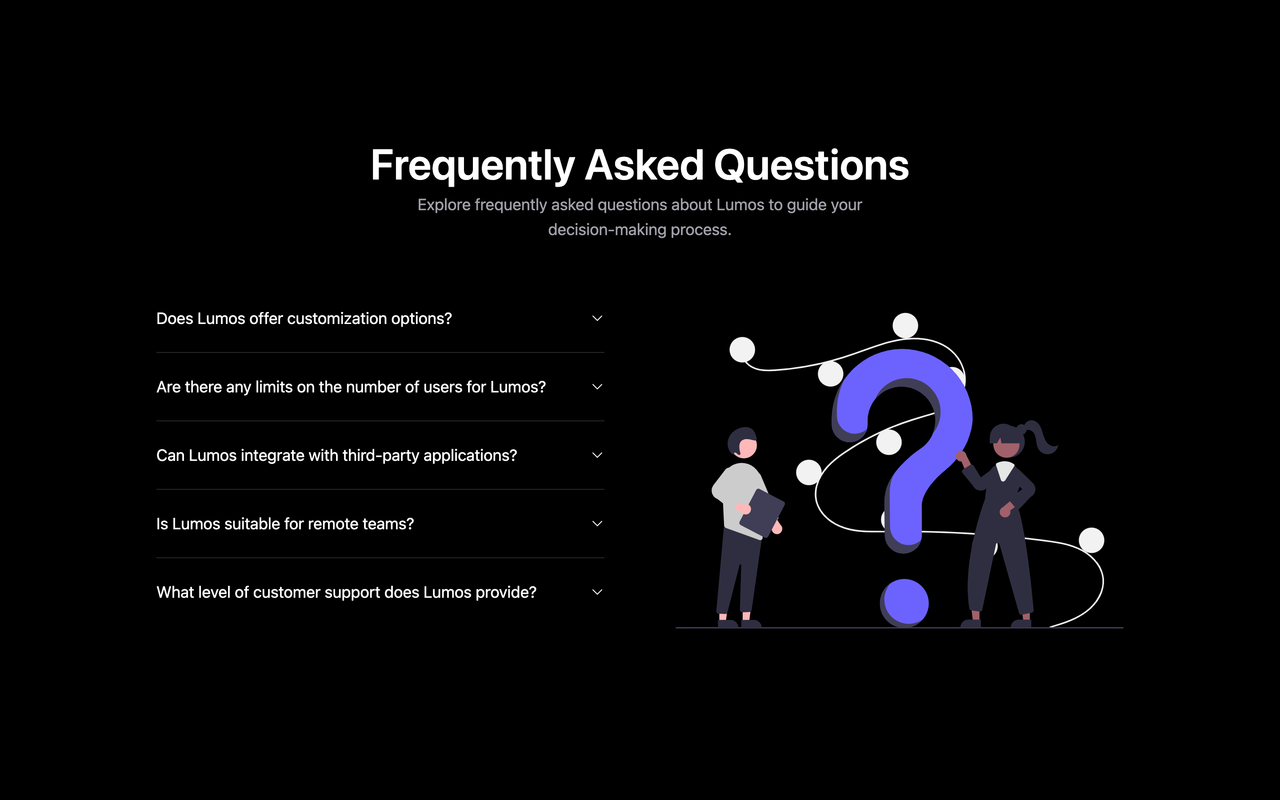 Frequently Asked Questions
Explore frequently asked questions about Lumos to guide your
decision-making process.
Does Lumos offer customization options?
Are there any limits on the number of users for Lumos?
Can Lumos integrate with third-party applications?
Is Lumos suitable for remote teams?
What level of customer support does Lumos provide?